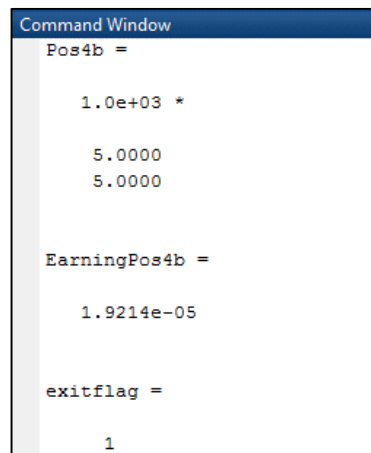 Command Window
Pos4b =
1.0e+03 *
5.0000
5.0000
EarningPos4b =
1.9214e-05
exitflag =
1